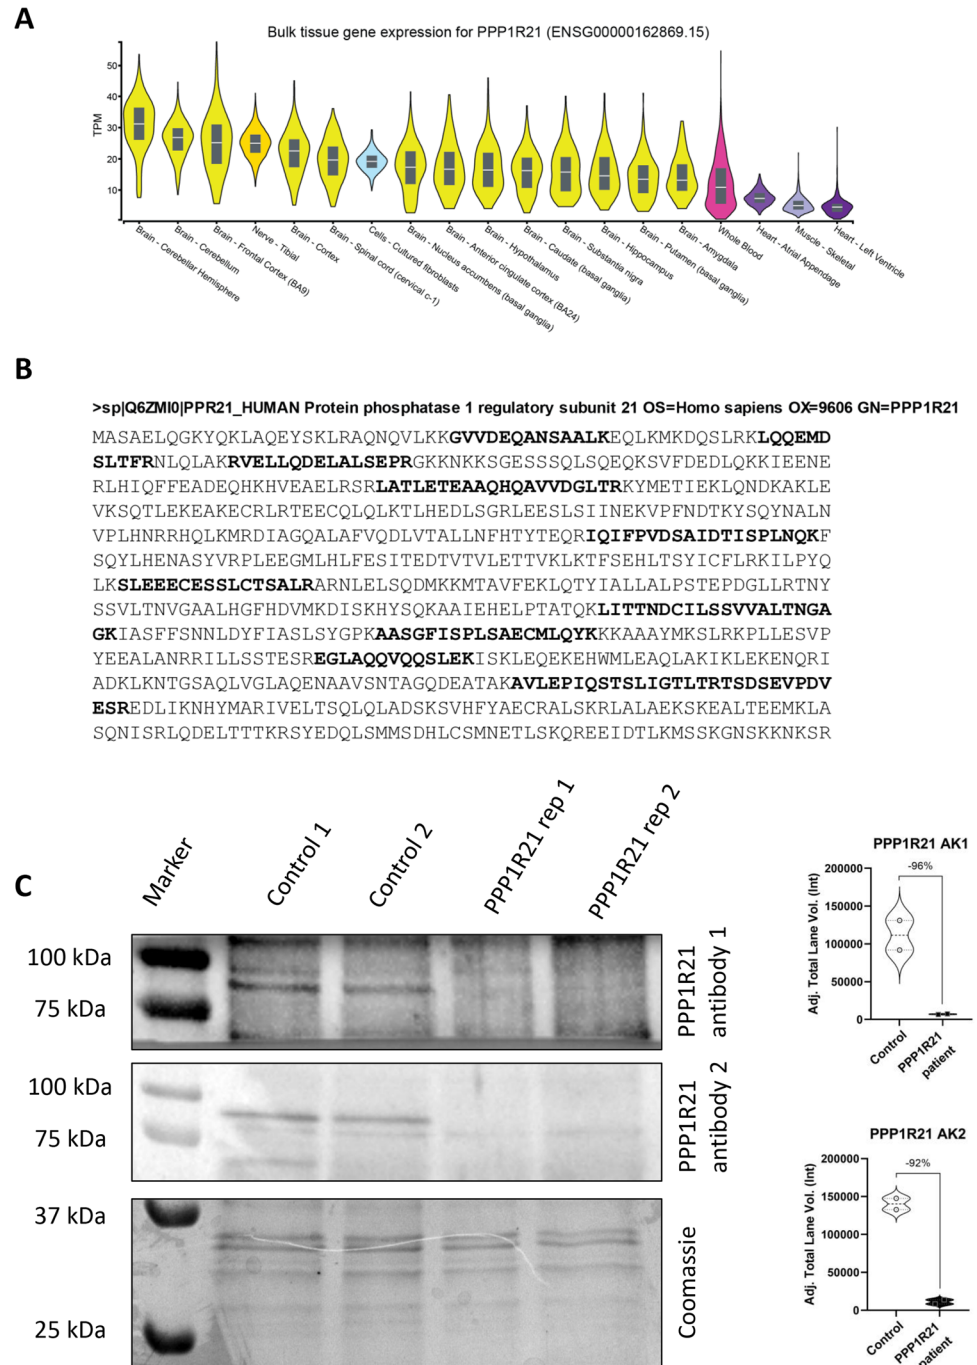 A
Bulk tissue gene expression for PPP1R21 (ENSG00000162869.15)
TPM
50
40
30
20
10
Brain - Cerebellar Hemisphere
Brain - Cerebellum
Brain - Frontal Cortex (BA9)
Nerve - Tibial
Brain - Cortex
Brain - Spinal cord (cervical c-1)
Cells - Cultured fibroblasts
Brain - Nucleus accumbens (basal ganglia)
Brain - Anterior cingulate cortex (BA24)
Brain - Hypothalamus
Brain - Caudate (basal ganglia)
Brain - Substantia nigra
Brain - Hippocampus
Brain - Putamen (basal ganglia)
Brain - Amygdala
Whole Blood
Heart - Atrial Appendage
Muscle - Skeletal
Heart - Left Ventricle
B
>sp|Q6ZMI0|PPR21_HUMAN Protein phosphatase 1 regulatory subunit 21 OS=Homo sapiens OX=9606 GN=PPP1R21
MASAELQGKYQKLAQEYSKLRAQNQVLKKGVVDEQANSAALKEQLKMKDQSLRKLQQEMD
SLTFRNLQLAKRVELLQDELALSEPRGKKNKKSGESSSQLSQEQKSVFDEDLQKKIEENE
RLHIQFFEADEQHKHVEAELRSRLATLETEAAQHQAVVDGLTRKYMETIEKLQNDKAKLE
VKSQTLEKEAKECRLRTEECQLQLKTLHEDLSGRLEESLSIINEKVPFNDTKYSQYNALN
VPLHNRRHQLKMRDIAGQALAFVQDLVTALLNFHTYTEQRIQIFPVDSAIDTISPLNQKF
SQYLHENASYVRPLEEGMLHLFESITEDTVTVLETTVKLKTFSEHLTSYICFLRKILPYQ
LKSLEEECESSLCTSALRARNLELSQDMKKMTAVFEKLQTYIALLALPSTEPDGLLRTNY
SSVLTNVGAALHGFHDVMKDISKHYSQKAAIEHELPTATQKLITTNDCILSSVVALTNGA
GKIASFFSNNLDYFIASLSYGPKAASGFISPLSAECMLQYKKKAAAYMKSLRKPLLESVP
YEEALANRRILLSSTESREGLAQQVQQSLEKISKLEQEKEHWMLEAQLAKIKLEKENQRI
ADKLKNTGSAQLVGLAQENAAVSNTAGQDEATAKAVLEPIQSTSLIGTLTRTSDSEVPDV
ESREDLIKNHYMARIVELTSQLQLADSKSVHFYAECRALSKRLALAEKSKEALTEEMKLA
SQNISRLQDELTTTKRSYEDQLSMMSDHLCSMNETLSKQREEIDTLKMSSKGNSKKNKSR
C
Marker
Control 1
Control 2
PPP1R21 rep 1
PPP1R21 rep 2
100 kDa
75 kDa
PPP1R21
antibody 1
100 kDa
75 kDa
PPP1R21
antibody 2
37 kDa
25 kDa
Coomassie
PPP1R21 AK1
-96%
Adj. Total Lane Vol. (Int)
200000
150000
100000
50000
0
Control
PPP1R21
patient
PPP1R21 AK2
-92%
Adj. Total Lane Vol. (Int)
200000
150000
100000
50000
0
Control
PPP1R21
patient